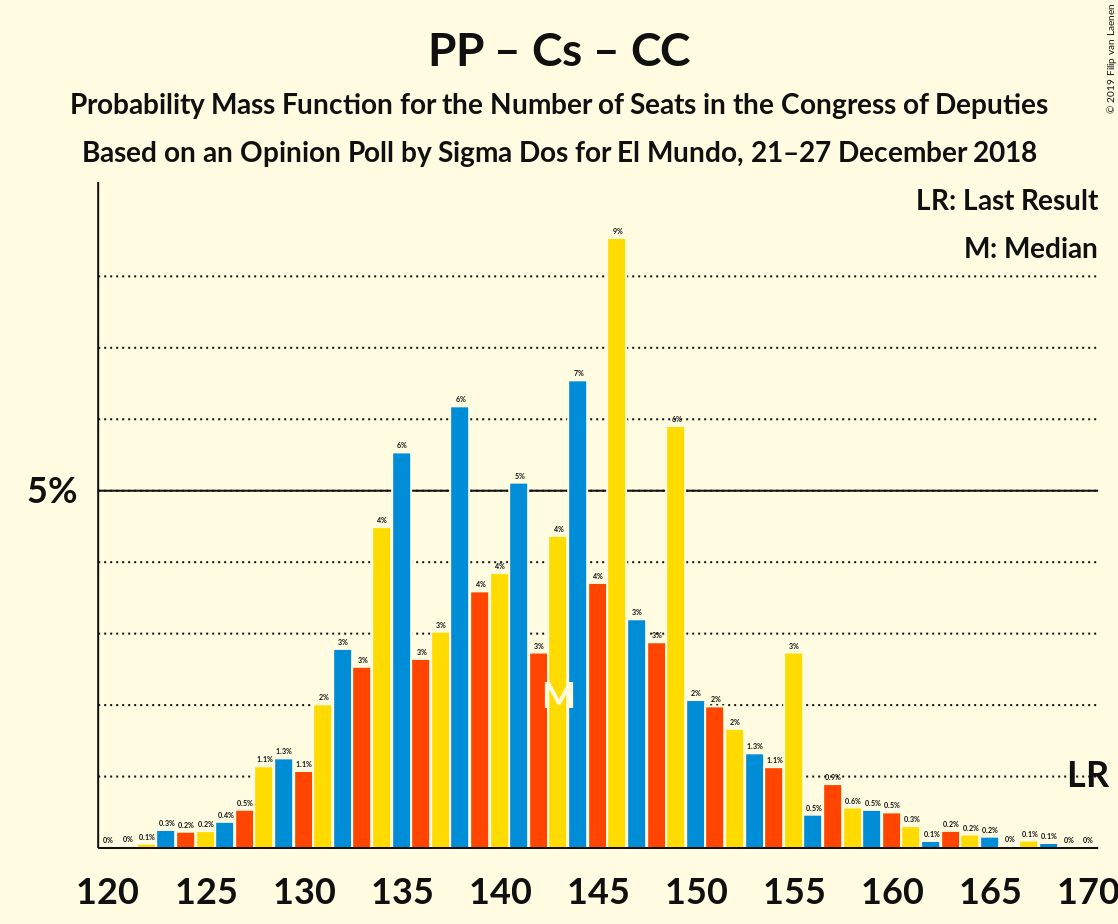 © 2019 Filip van Laenen
PP – Cs – CC
Probability Mass Function for the Number of Seats in the Congress of Deputies
Based on an Opinion Poll by Sigma Dos for El Mundo, 21–27 December 2018
LR: Last Result
M: Median
5%
0% 0% 0.1% 0.3% 0.2% 0.2% 0.4% 0.5% 1.1% 1.3% 1.1% 2% 3% 3% 4% 6% 3% 3% 6% 4% 4% 5% 3% 4% 7% 4% 9% 3% 3% 6% 2% 2% 2% 1.3% 1.1% 3% 0.5% 0.9% 0.6% 0.5% 0.5% 0.3% 0.1% 0.2% 0.2% 0.2% 0% 0.1% 0.1% 0% 0%
M
LR
120 125 130 135 140 145 150 155 160 165 170